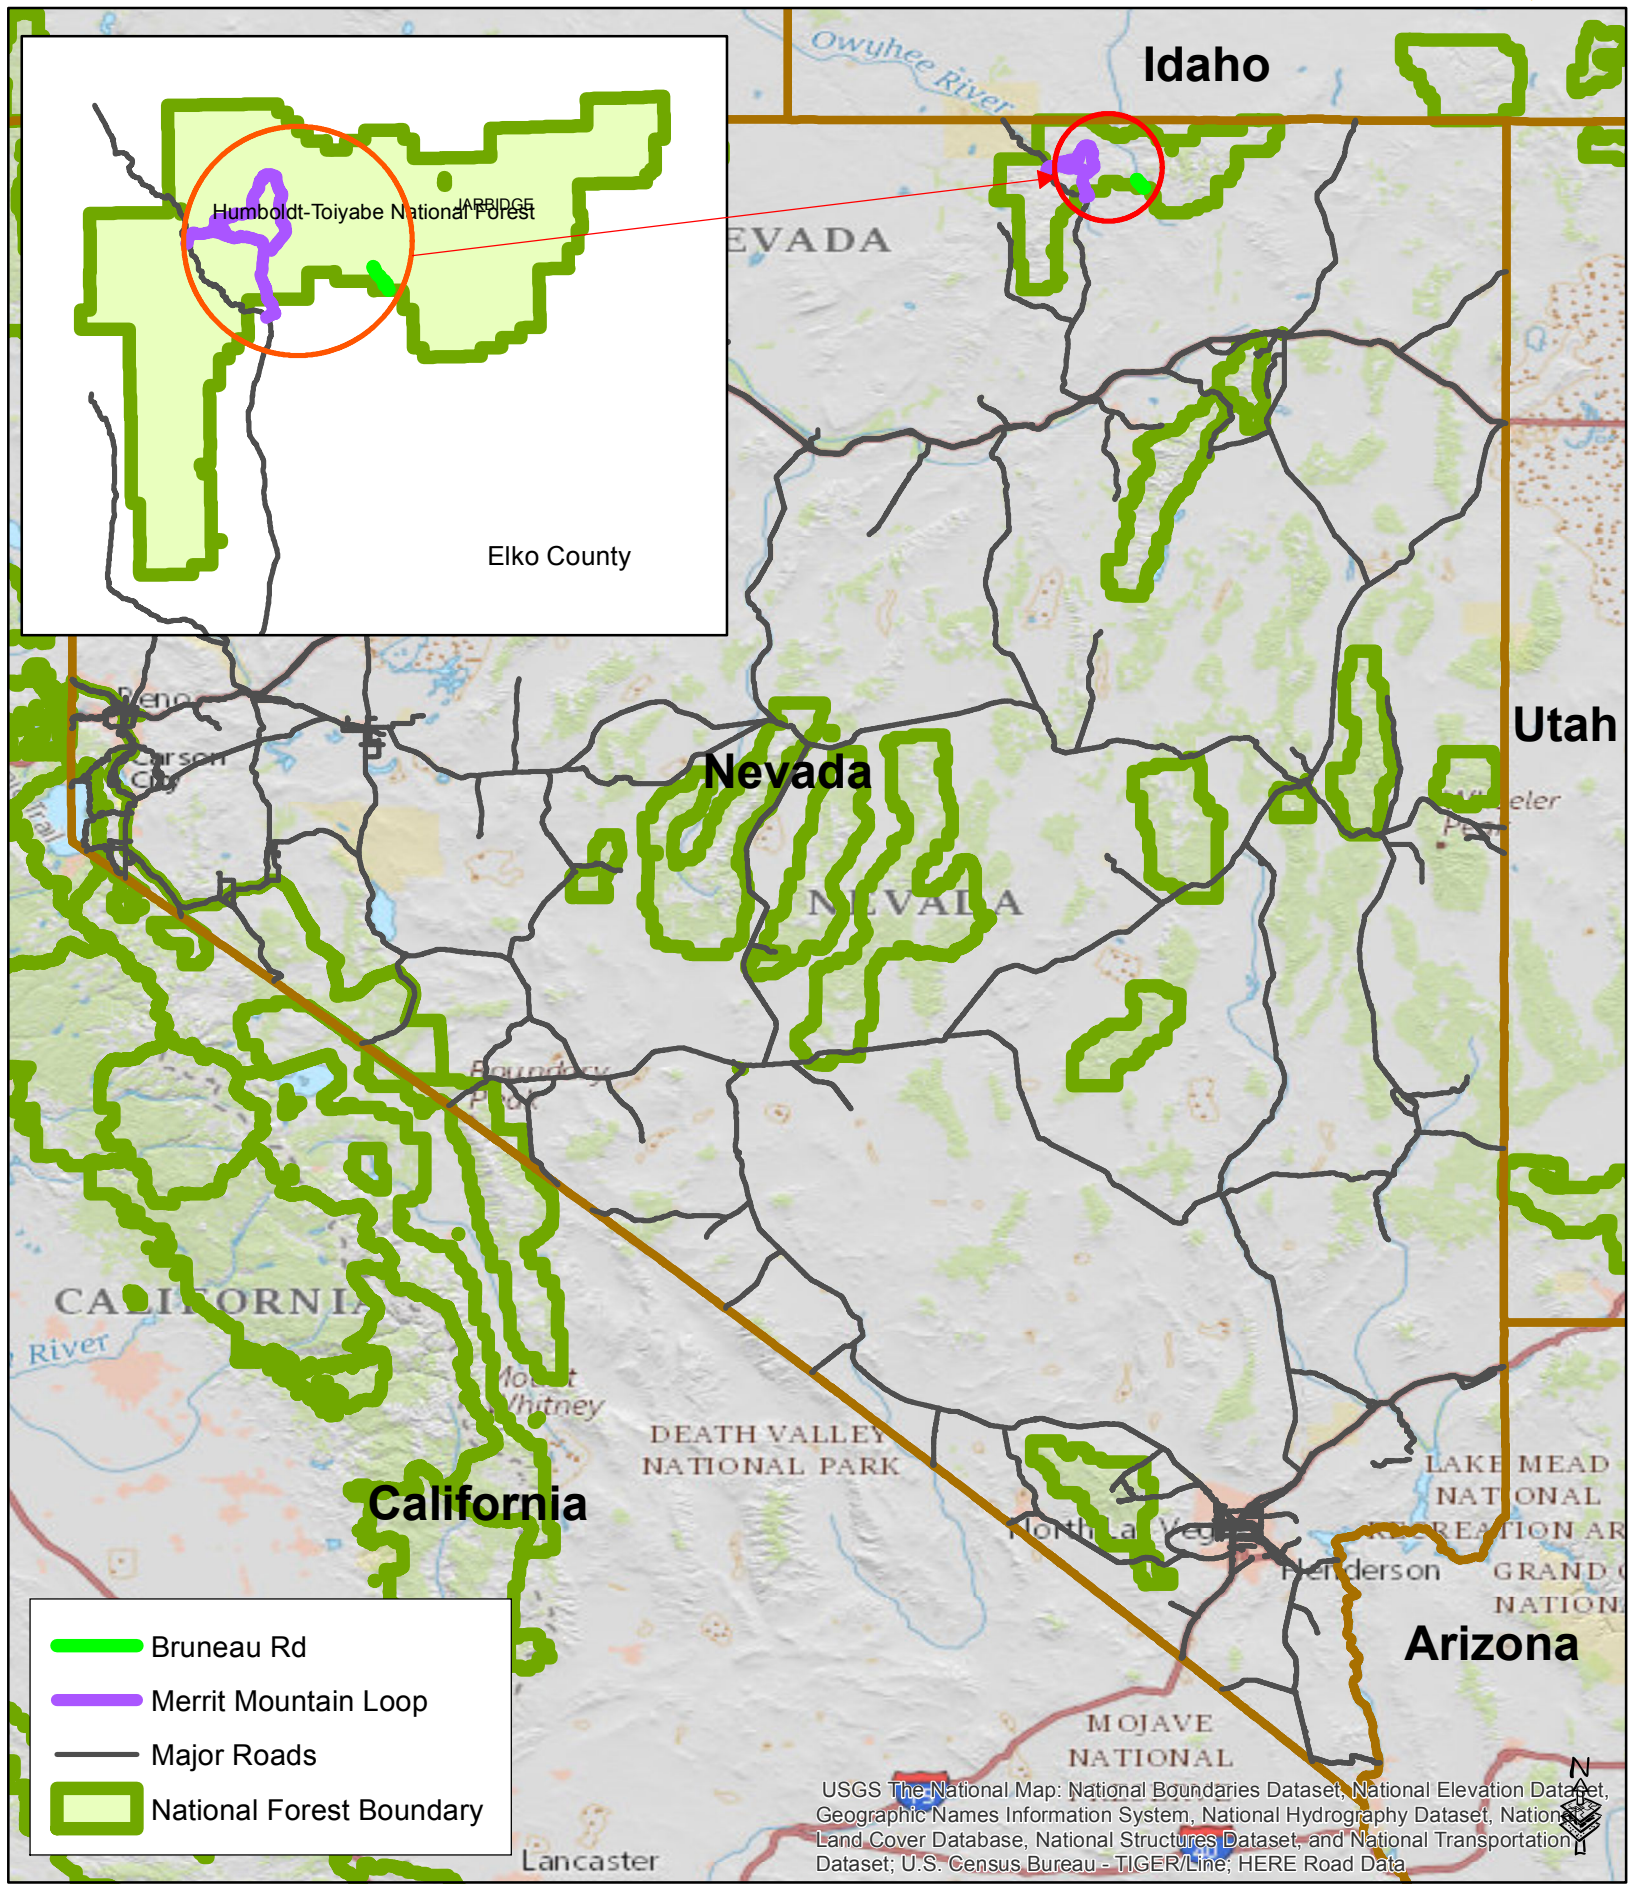 Owyhee River
Idaho
JARBIDGE
Humboldt-Toiyabe National Forest
EVADA
Elko County
Reno
Carson
City
Trail
Nevada
Utah
Wheeler
Peak
NEVADA
Boundary
Peak
CALIFORNIA
River
Mount
Whitney
DEATH VALLEY
NATIONAL PARK
California
LAKE MEAD
NATIONAL
RECREATION AR
North Las Vegas
Henderson
GRAND
NATION
Arizona
Bruneau Rd
Merrit Mountain Loop
Major Roads
National Forest Boundary
MOJAVE
NATIONAL
N
USGS The National Map: National Boundaries Dataset, National Elevation Dataset,
Geographic Names Information System, National Hydrography Dataset, National
Land Cover Database, National Structures Dataset, and National Transportation
Dataset; U.S. Census Bureau - TIGER/Line; HERE Road Data
Lancaster